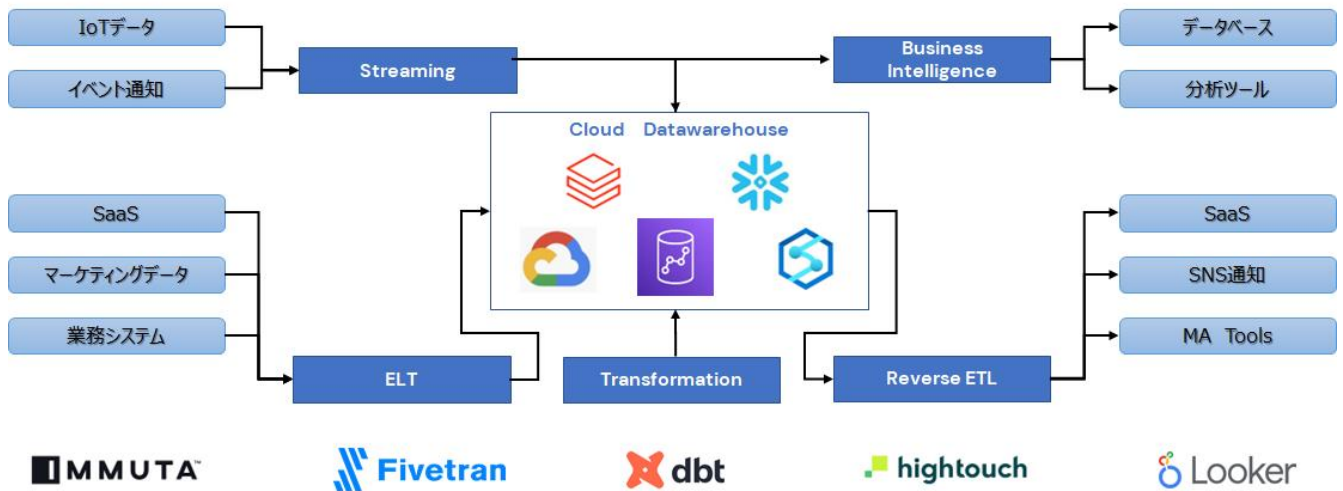 IoTデータ
イベント通知
Streaming
Business
Intelligence
データベース
分析ツール
Cloud Datawarehouse
SaaS
マーケティングデータ
業務システム
SaaS
SNS通知
MA Tools
ELT
Transformation
Reverse ETL
IMMUTA™
Fivetran
dbt
hightouch
Looker